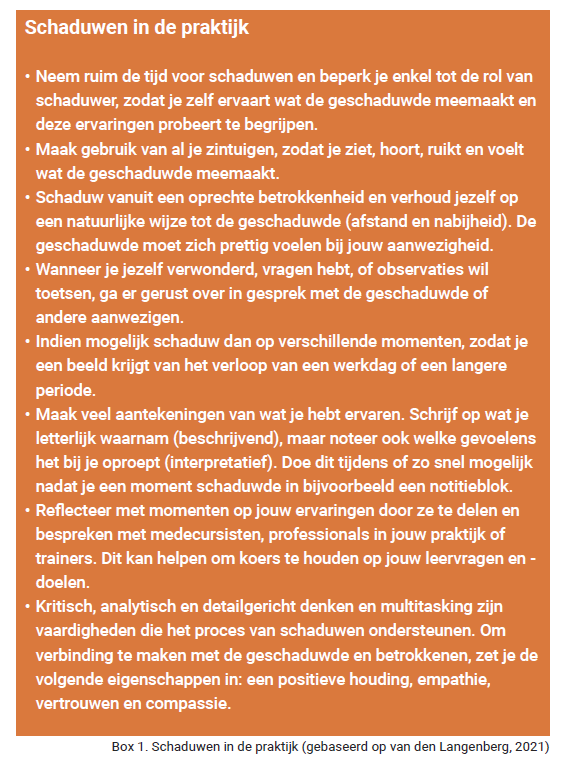 Schaduwen in de praktijk
• Neem ruim de tijd voor schaduwen en beperk je enkel tot de rol van
schaduwer, zodat je zelf ervaart wat de geschaduwde meemaakt en
deze ervaringen probeert te begrijpen.
• Maak gebruik van al je zintuigen, zodat je ziet, hoort, ruikt en voelt
wat de geschaduwde meemaakt.
• Schaduw vanuit een oprechte betrokkenheid en verhoud jezelf op
een natuurlijke wijze tot de geschaduwde (afstand en nabijheid). De
geschaduwde moet zich prettig voelen bij jouw aanwezigheid.
• Wanneer je jezelf verwonderd, vragen hebt, of observaties wil
toetsen, ga er gerust over in gesprek met de geschaduwde of
andere aanwezigen.
• Indien mogelijk schaduw dan op verschillende momenten, zodat je
een beeld krijgt van het verloop van een werkdag of een langere
periode.
• Maak veel aantekeningen van wat je hebt ervaren. Schrijf op wat je
letterlijk waarnam (beschrijvend), maar noteer ook welke gevoelens
het bij je oproept (interpretatief). Doe dit tijdens of zo snel mogelijk
nadat je een moment schaduwde in bijvoorbeeld een notitieblok.
• Reflecteer met momenten op jouw ervaringen door ze te delen en
bespreken met medecursisten, professionals in jouw praktijk of
trainers. Dit kan helpen om koers te houden op jouw leervragen en -
doelen.
• Kritisch, analytisch en detailgericht denken en multitasking zijn
vaardigheden die het proces van schaduwen ondersteunen. Om
verbinding te maken met de geschaduwde en betrokkenen, zet je de
volgende eigenschappen in: een positieve houding, empathie,
vertrouwen en compassie.
Box 1. Schaduwen in de praktijk (gebaseerd op van den Langenberg, 2021)